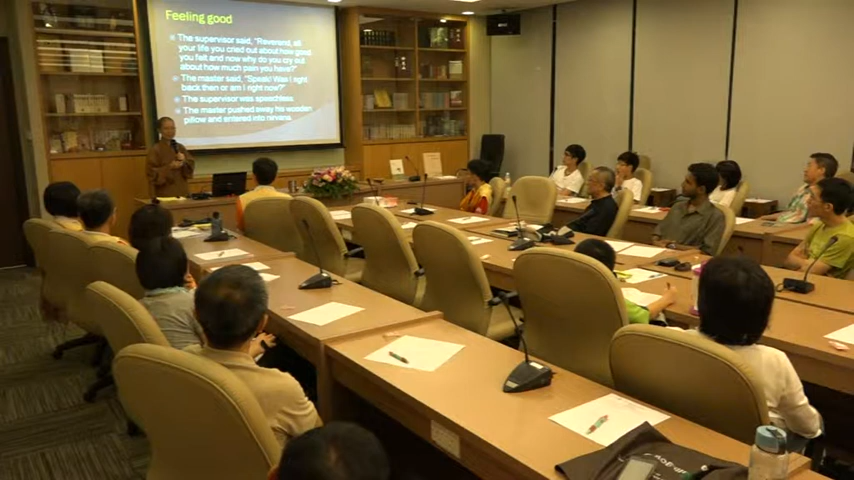 Feeling good
The supervisor said, "Reverend, all
your life you cried out about how good
you felt and now why do you cry out
about how much pain you have?"
The master said, "Speak! Was I right
back then or am I right now?"
The supervisor was speechless.
The master pushed away his wooden
pillow and entered into nirvana.